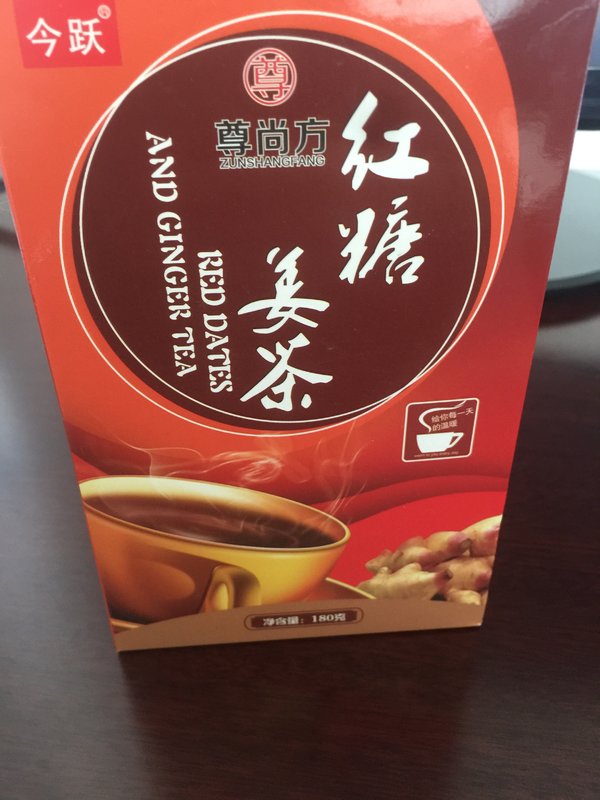 今跃
尊
尊尚方
ZUNSHANGFANG
红糖
姜茶
RED DATES
AND GINGER TEA
给你每一天
的温暖
净含量：180克